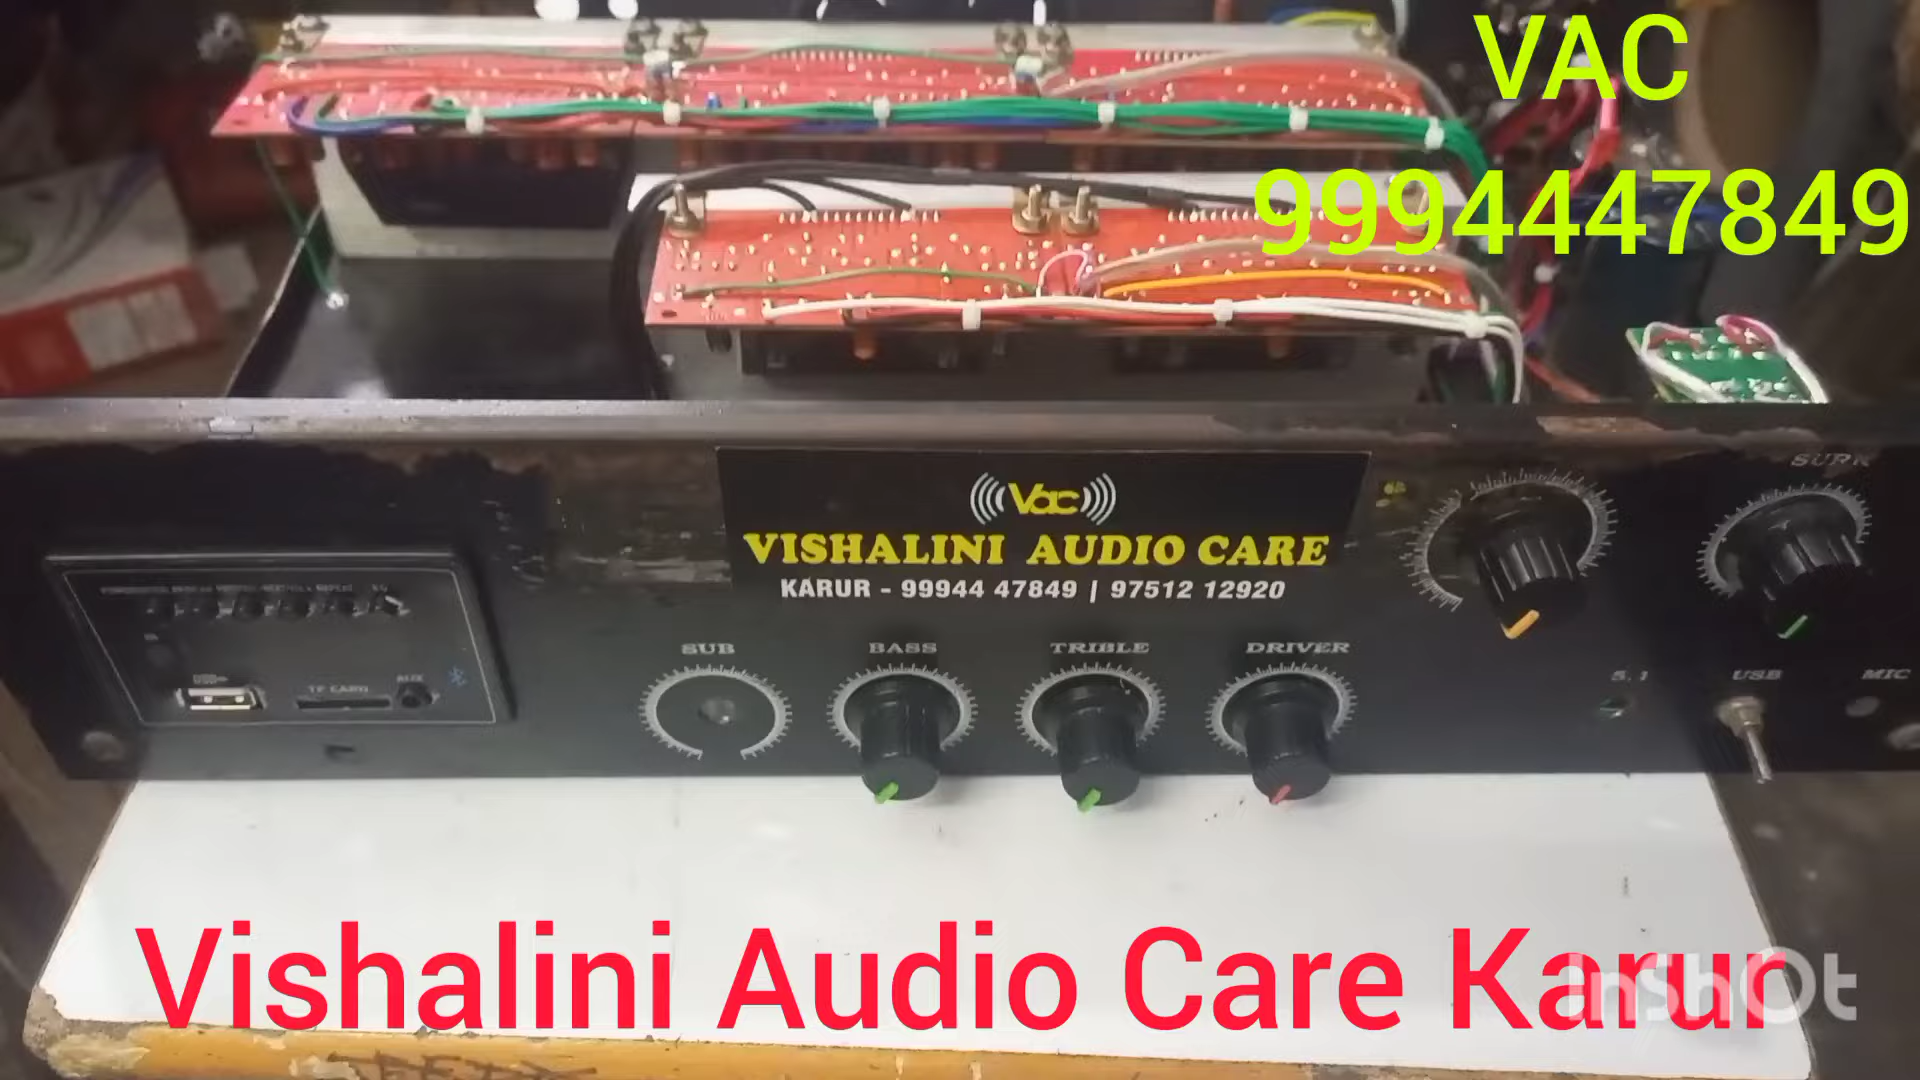 VAC
9994447849
SURR
Vac
VISHALINI AUDIO CARE
KARUR - 99944 47849 | 97512 12920
SUB
BASS
TRIBLE
DRIVER
5.1
USB
MIC
TF CARD
AUX
Vishalini Audio Care Karur
InShOt